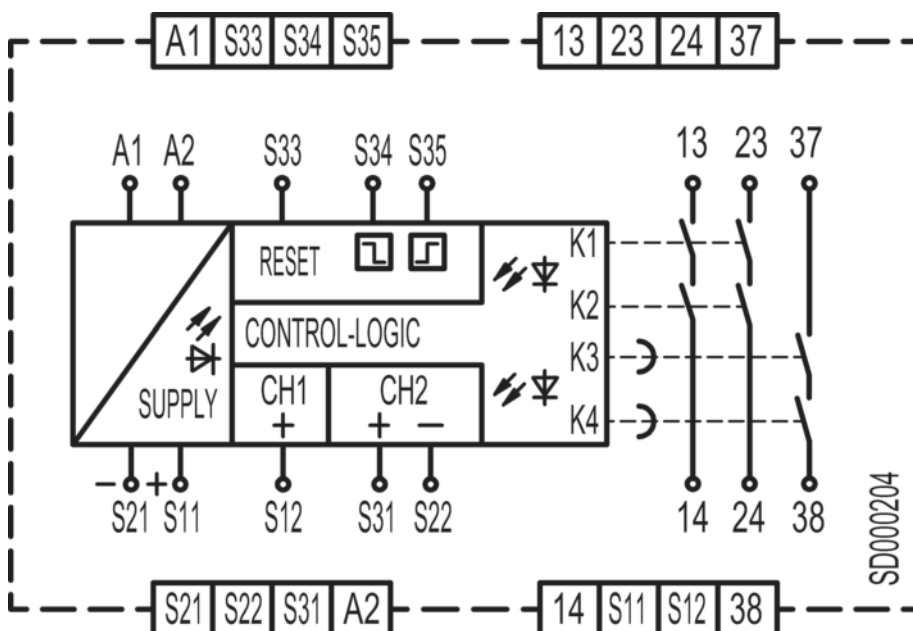 A1 S33 S34 S35 13 23 24 37
A1 A2 S33 S34 S35 13 23 37
RESET K1
K2
CONTROL-LOGIC
K3
SUPPLY CH1 CH2
+ + −
K4
− + 
S21 S11 S12 S31 S22 14 24 38
SD000204
S21 S22 S31 A2 14 S11 S12 38